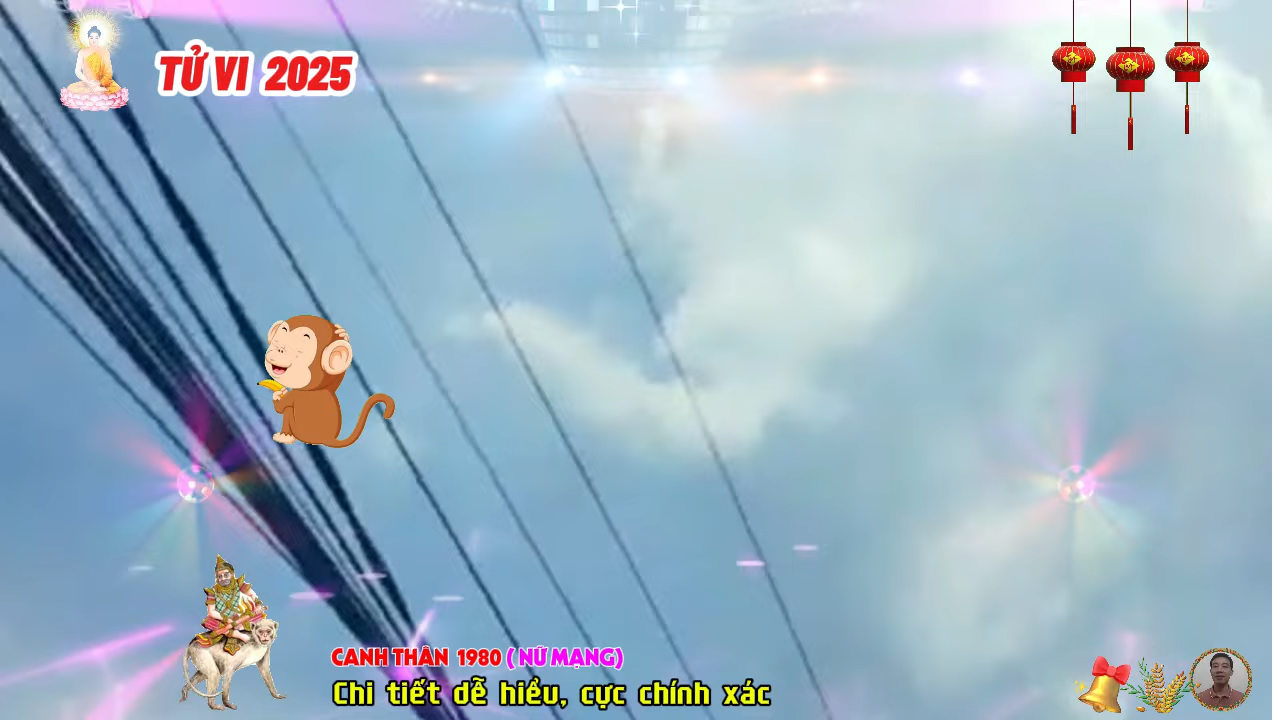 TỬ VI 2025
CANH THÂN 1980 (NỮ MẠNG)
Chi tiết dễ hiểu, cực chính xác